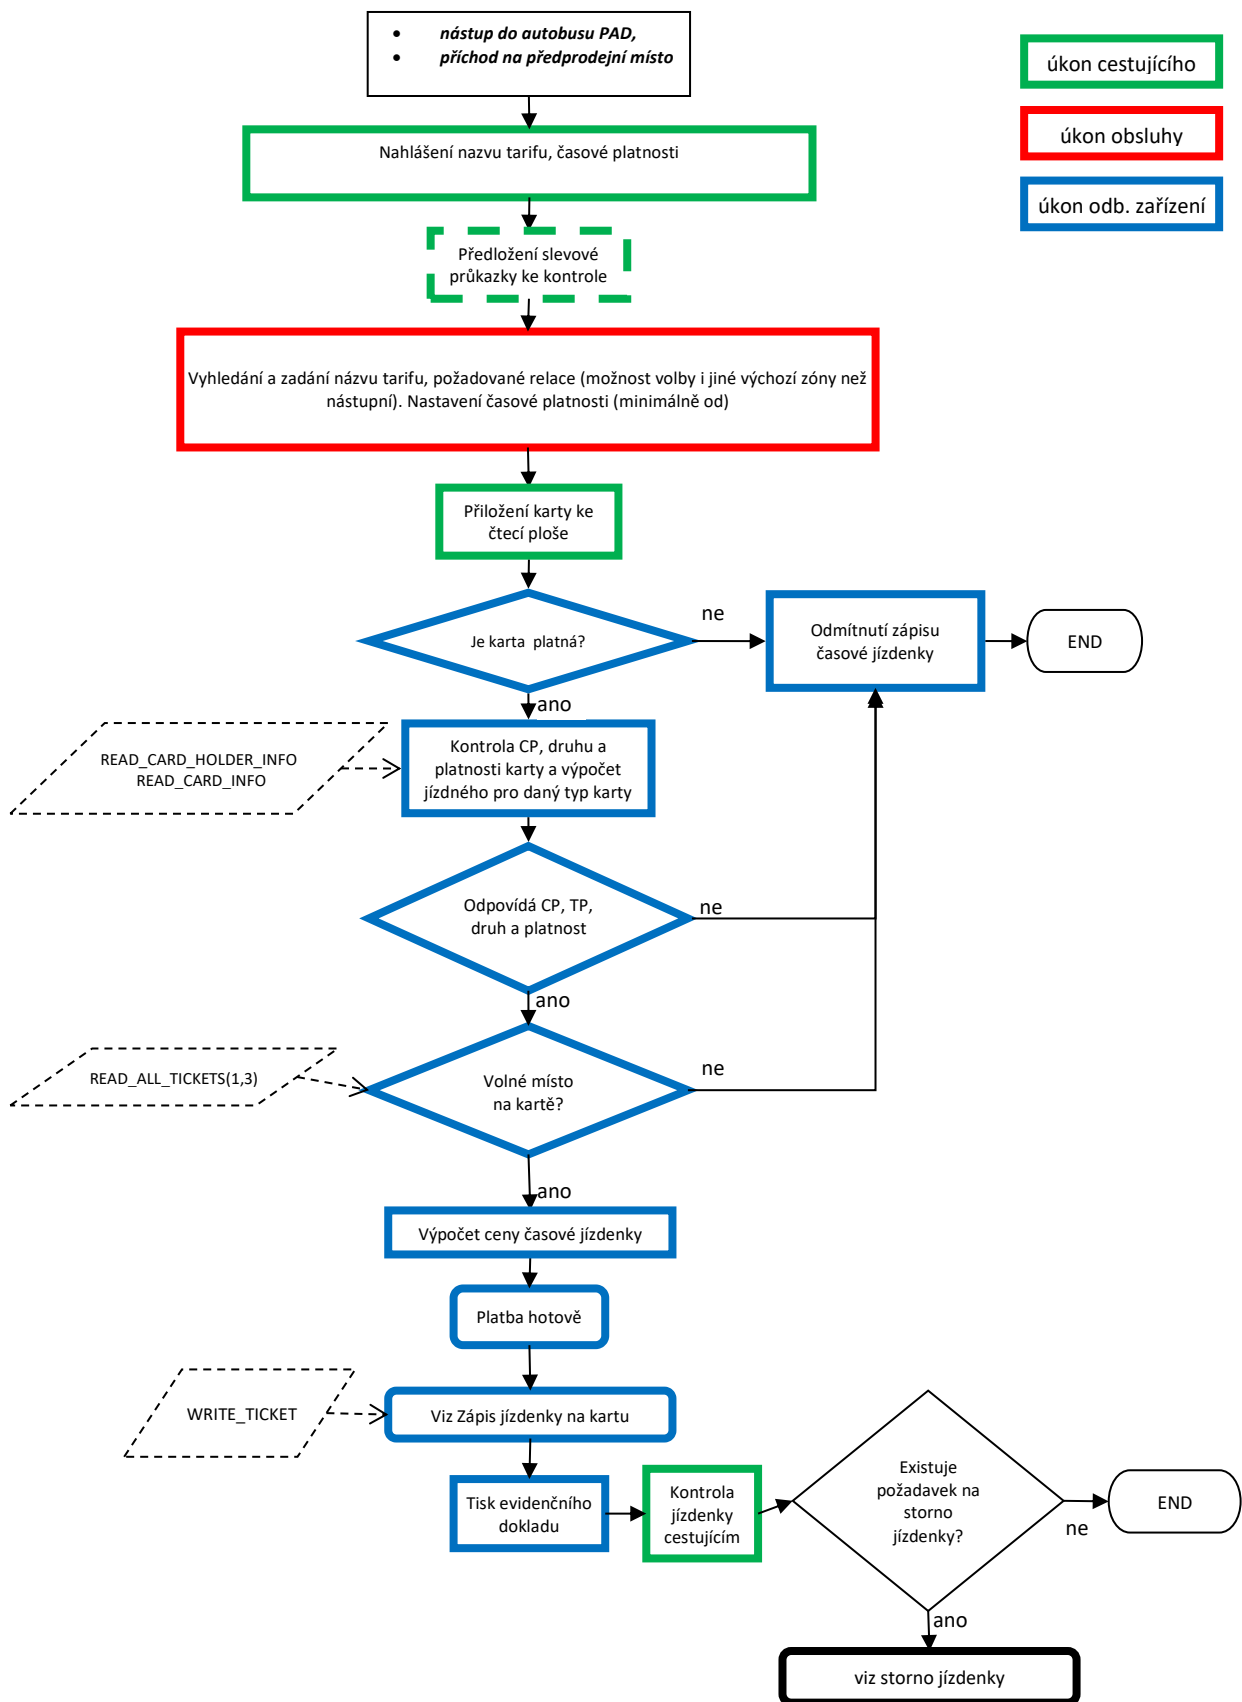 • nástup do autobusu PAD,
• příchod na předprodejní místo
úkon cestujícího
úkon obsluhy
úkon odb. zařízení
Nahlášení nazvu tarifu, časové platnosti
Předložení slevové
průkazky ke kontrole
Vyhledání a zadání názvu tarifu, požadované relace (možnost volby i jiné výchozí zóny než
nástupní). Nastavení časové platnosti (minimálně od)
Přiložení karty ke
čtecí ploše
Je karta platná?
ne
Odmítnutí zápisu
časové jízdenky
END
ano
READ_CARD_HOLDER_INFO
READ_CARD_INFO
Kontrola CP, druhu a
platnosti karty a výpočet
jízdného pro daný typ karty
Odpovídá CP, TP,
druh a platnost
ne
ano
READ_ALL_TICKETS(1,3)
Volné místo
na kartě?
ne
ano
Výpočet ceny časové jízdenky
Platba hotově
WRITE_TICKET
Viz Zápis jízdenky na kartu
Tisk evidenčního
dokladu
Kontrola
jízdenky
cestujícím
Existuje
požadavek na
storno
jízdenky?
ne
END
ano
viz storno jízdenky